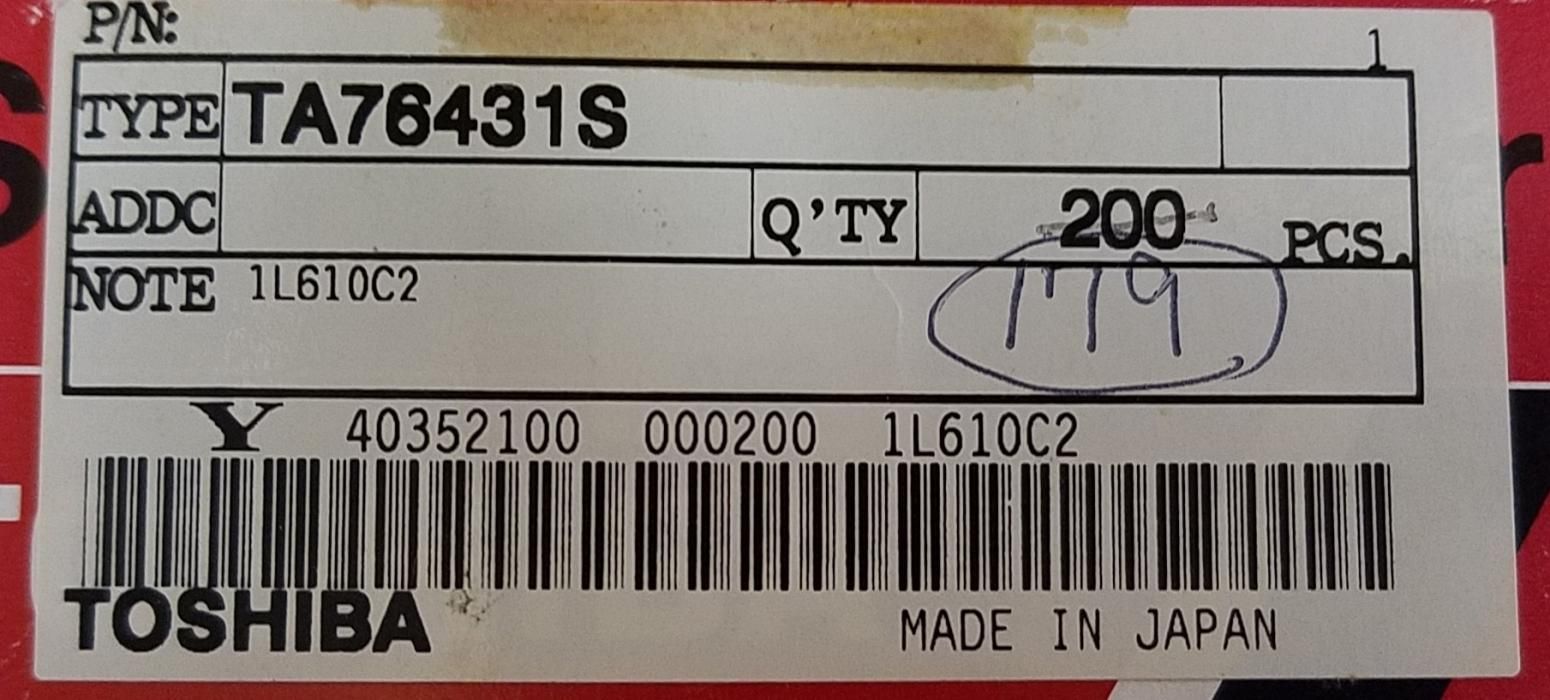 P/N:
1
TYPE TA76431S
ADDC Q'TY 200 PCS.
NOTE 1L610C2
179
Y 40352100 000200 1L610C2
TOSHIBA MADE IN JAPAN